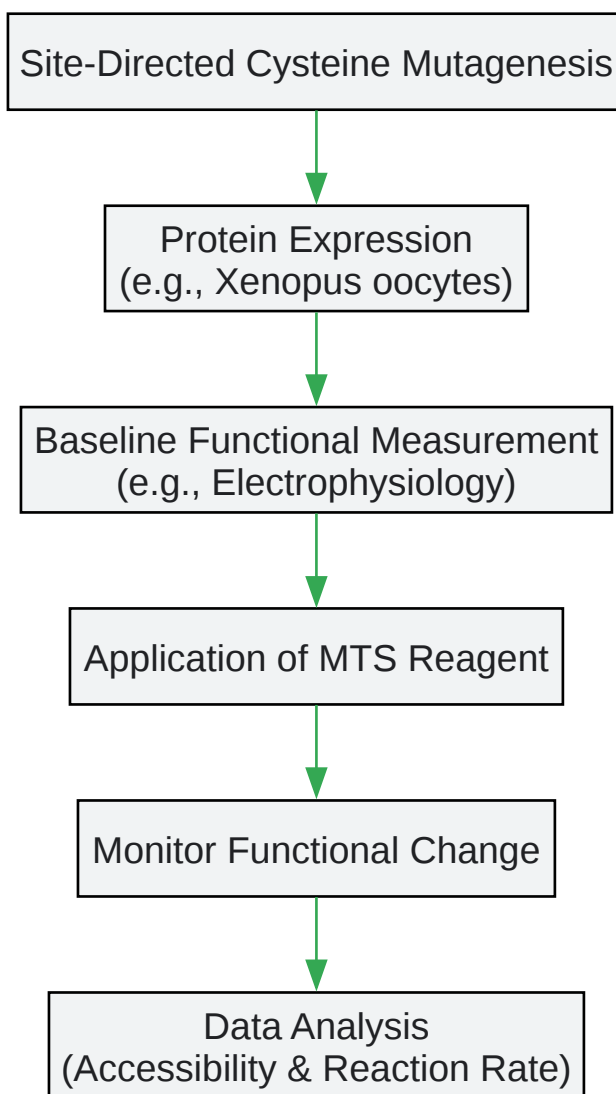 Site-Directed Cysteine Mutagenesis
Protein Expression
(e.g., Xenopus oocytes)
Baseline Functional Measurement
(e.g., Electrophysiology)
Application of MTS Reagent
Monitor Functional Change
Data Analysis
(Accessibility & Reaction Rate)